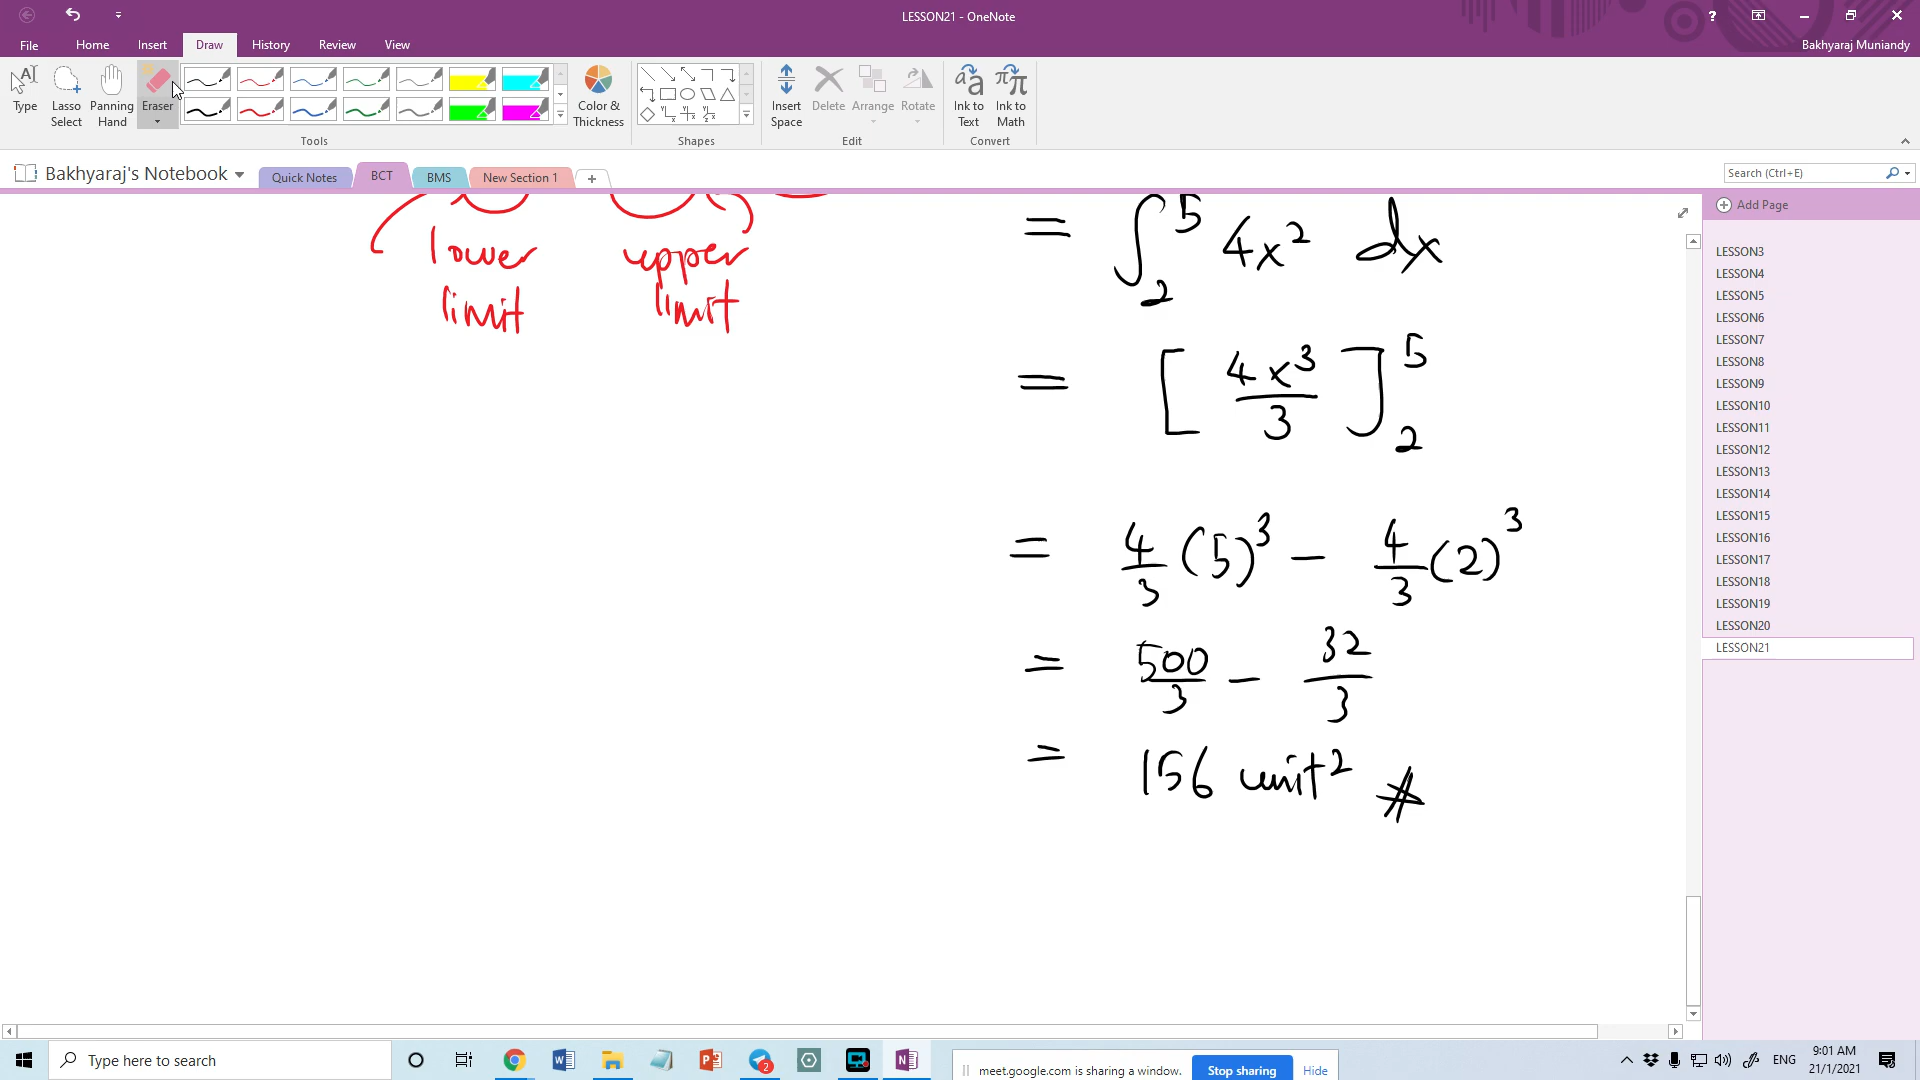 LESSON21 - OneNote
?
File Home Insert Draw History Review View
Bakhyaraj Muniandy
Type
Lasso Select
Panning Hand
Eraser
Color & Thickness
Insert Space
Delete
Arrange
Rotate
Ink to Text
Ink to Math
Tools Shapes Edit Convert
Bakhyaraj's Notebook Quick Notes BCT BMS New Section 1 +
Search (Ctrl+E)
Add Page
LESSON3
LESSON4
LESSON5
LESSON6
LESSON7
LESSON8
LESSON9
LESSON10
LESSON11
LESSON12
LESSON13
LESSON14
LESSON15
LESSON16
LESSON17
LESSON18
LESSON19
LESSON20
LESSON21
lower limit
upper limit
= ∫₂⁵ 4x² dx
= [4x³/3]₂⁵
= 4/3 (5)³ − 4/3 (2)³
= 500/3 − 32/3
= 156 unit² #
Type here to search
2
meet.google.com is sharing a window.
Stop sharing
Hide
ENG
9:01 AM
21/1/2021